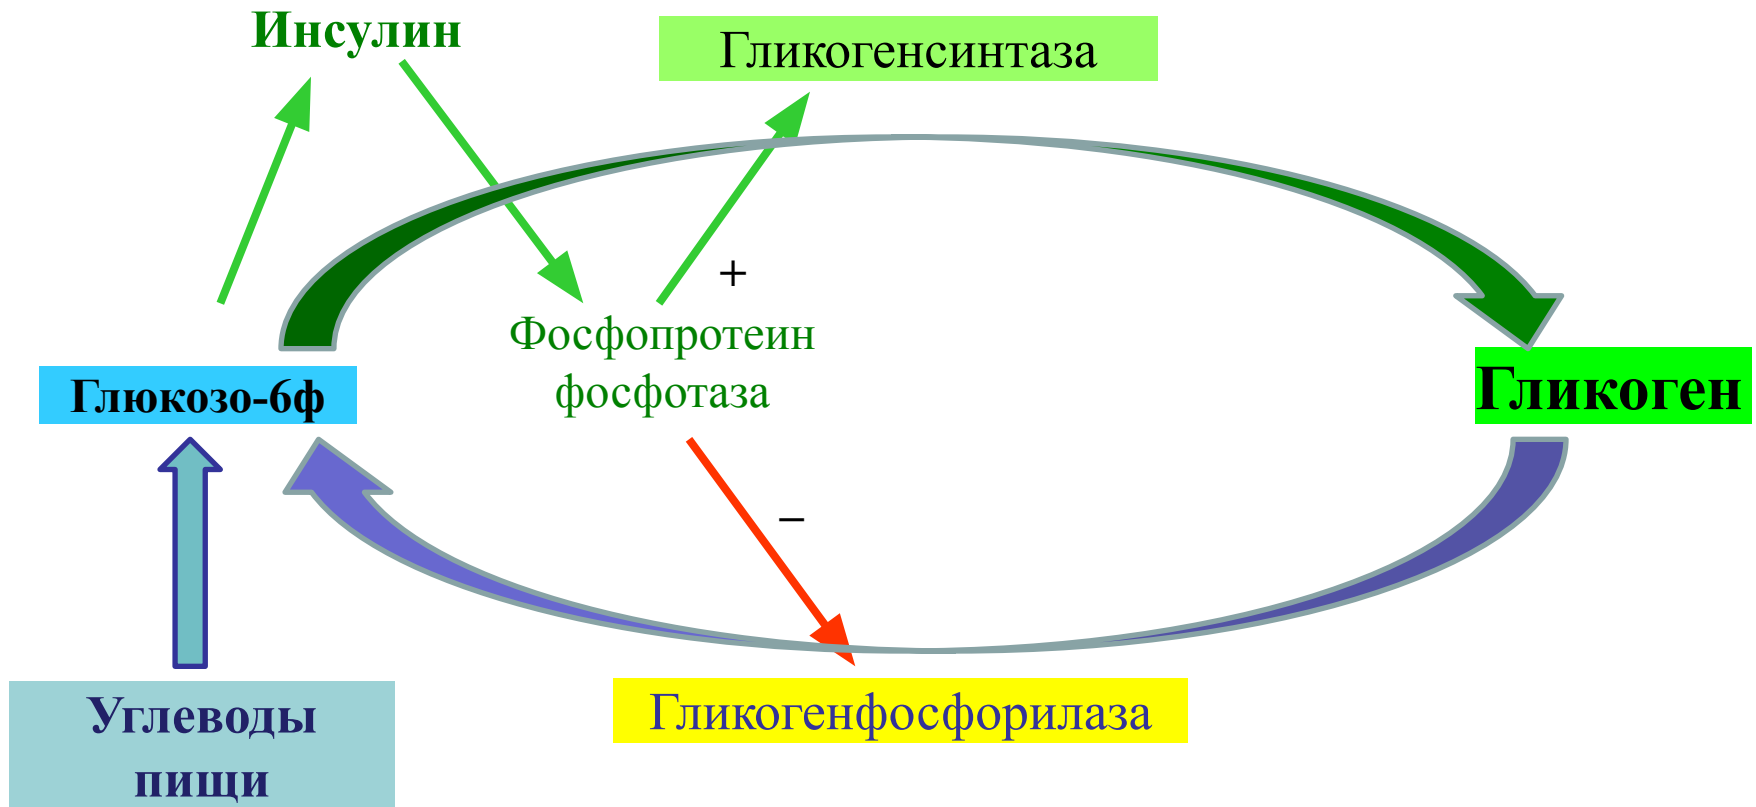 Инсулин
Гликогенсинтаза
+
Фосфопротеин
фосфотаза
Глюкозо-6ф
Гликоген
–
Гликогенфосфорилаза
Углеводы
пищи